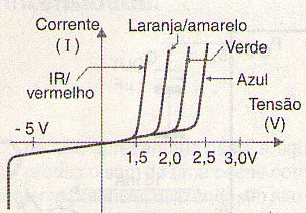 Corrente
( I )
Laranja/amarelo
Verde
IR/
vermelho
Azul
Tensão
(V)
- 5 V
1,5
2,0
2,5
3,0V